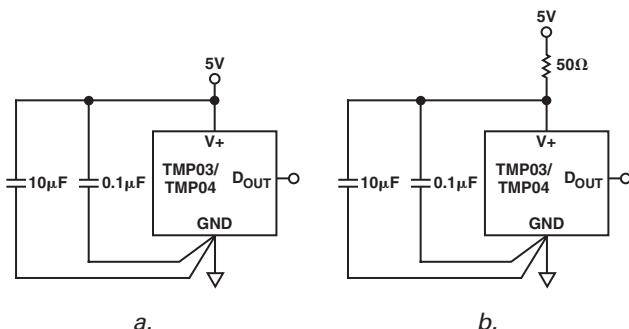 5V
V+
10µF
0.1µF
TMP03/
TMP04
DOUT
GND
a.
5V
50Ω
V+
10µF
0.1µF
TMP03/
TMP04
DOUT
GND
b.